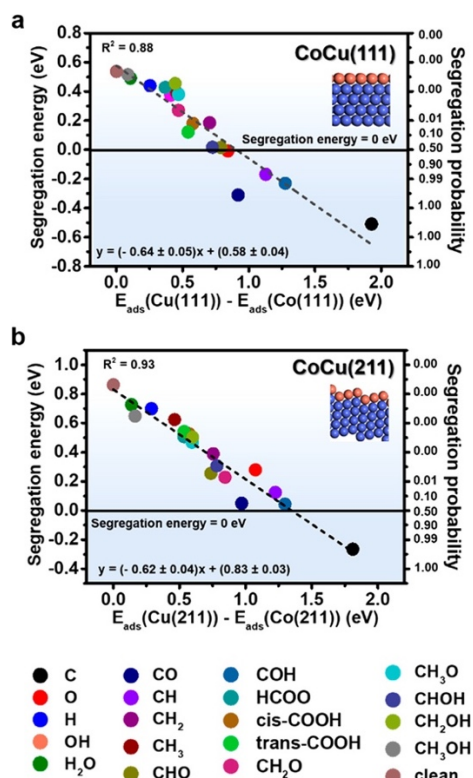 a
R² = 0.88
CoCu(111)
Segregation energy = 0 eV
y = (- 0.64 ± 0.05)x + (0.58 ± 0.04)
Segregation energy (eV)
0.8
0.6
0.4
0.2
0.0
-0.2
-0.4
-0.6
-0.8
Segregation probability
0.00
0.00
0.00
0.01
0.10
0.50
0.90
0.99
1.00
1.00
1.00
0.0 0.5 1.0 1.5 2.0
E_ads(Cu(111)) - E_ads(Co(111)) (eV)
b
R² = 0.93
CoCu(211)
Segregation energy = 0 eV
y = (- 0.62 ± 0.04)x + (0.83 ± 0.03)
Segregation energy (eV)
1.0
0.8
0.6
0.4
0.2
0.0
-0.2
-0.4
Segregation probability
0.00
0.00
0.00
0.00
0.01
0.10
0.50
0.90
0.99
1.00
0.0 0.5 1.0 1.5 2.0
E_ads(Cu(211)) - E_ads(Co(211)) (eV)
C
O
H
OH
H₂O
CO
CH
CH₂
CH₃
CHO
COH
HCOO
cis-COOH
trans-COOH
CH₂O
CH₃O
CHOH
CH₂OH
CH₃OH
clean